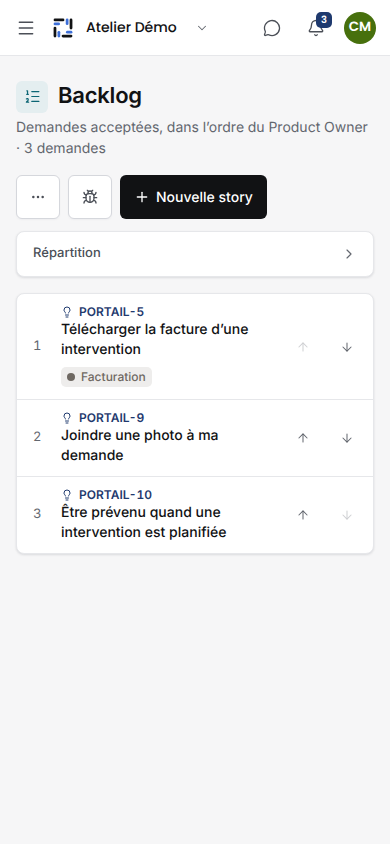 Atelier Démo
3
CM
Backlog
Demandes acceptées, dans l’ordre du Product Owner
· 3 demandes
Nouvelle story
Répartition
PORTAIL-5
1
Télécharger la facture d’une
intervention
Facturation
PORTAIL-9
2
Joindre une photo à ma
demande
PORTAIL-10
3
Être prévenu quand une
intervention est planifiée